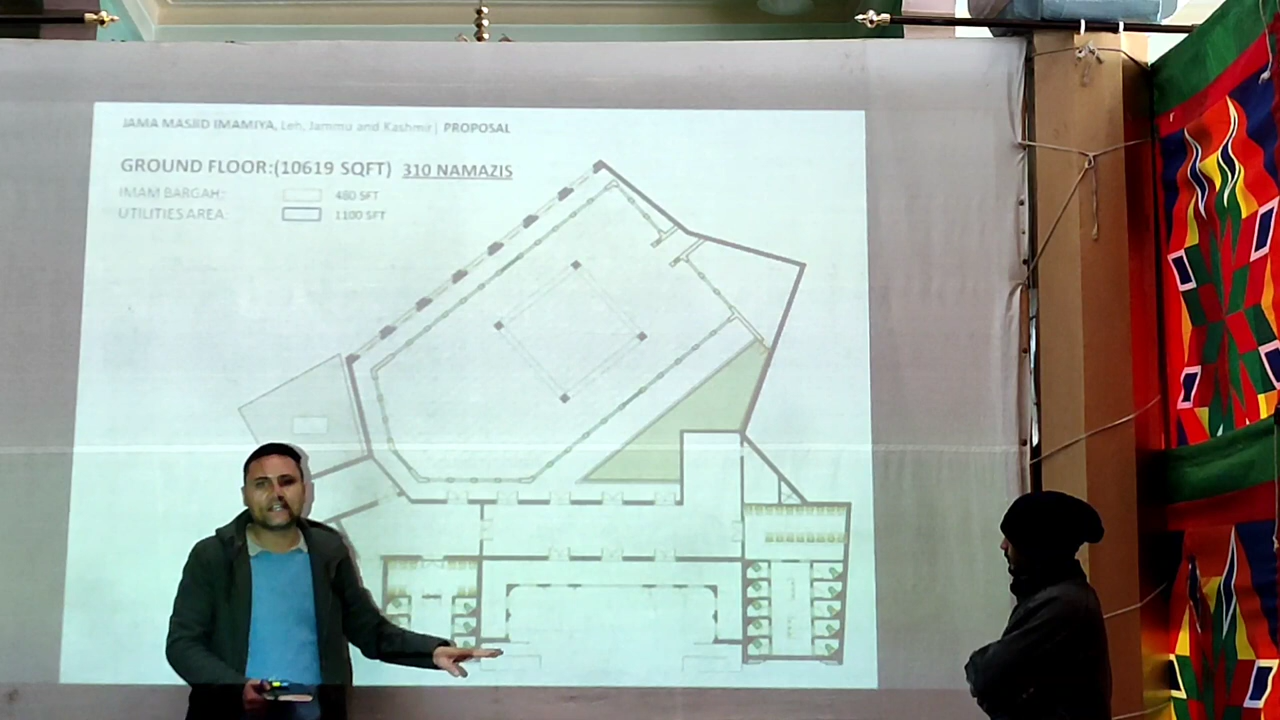 JAMA MASJID IMAMIYA, Leh, Jammu and Kashmir| PROPOSAL
GROUND FLOOR:(10619 SQFT) 310 NAMAZIS
IMAM BARGAH: 480 SFT
UTILITIES AREA: 1100 SFT